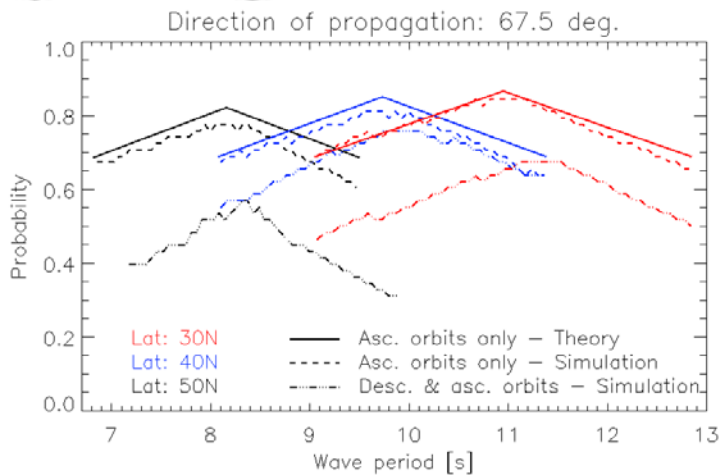 Direction of propagation: 67.5 deg.
1.0
0.8
0.6
0.4
0.2
0.0
Probability
Lat: 30N Asc. orbits only – Theory
Lat: 40N Asc. orbits only – Simulation
Lat: 50N Desc. & asc. orbits – Simulation
7 8 9 10 11 12 13
Wave period [s]